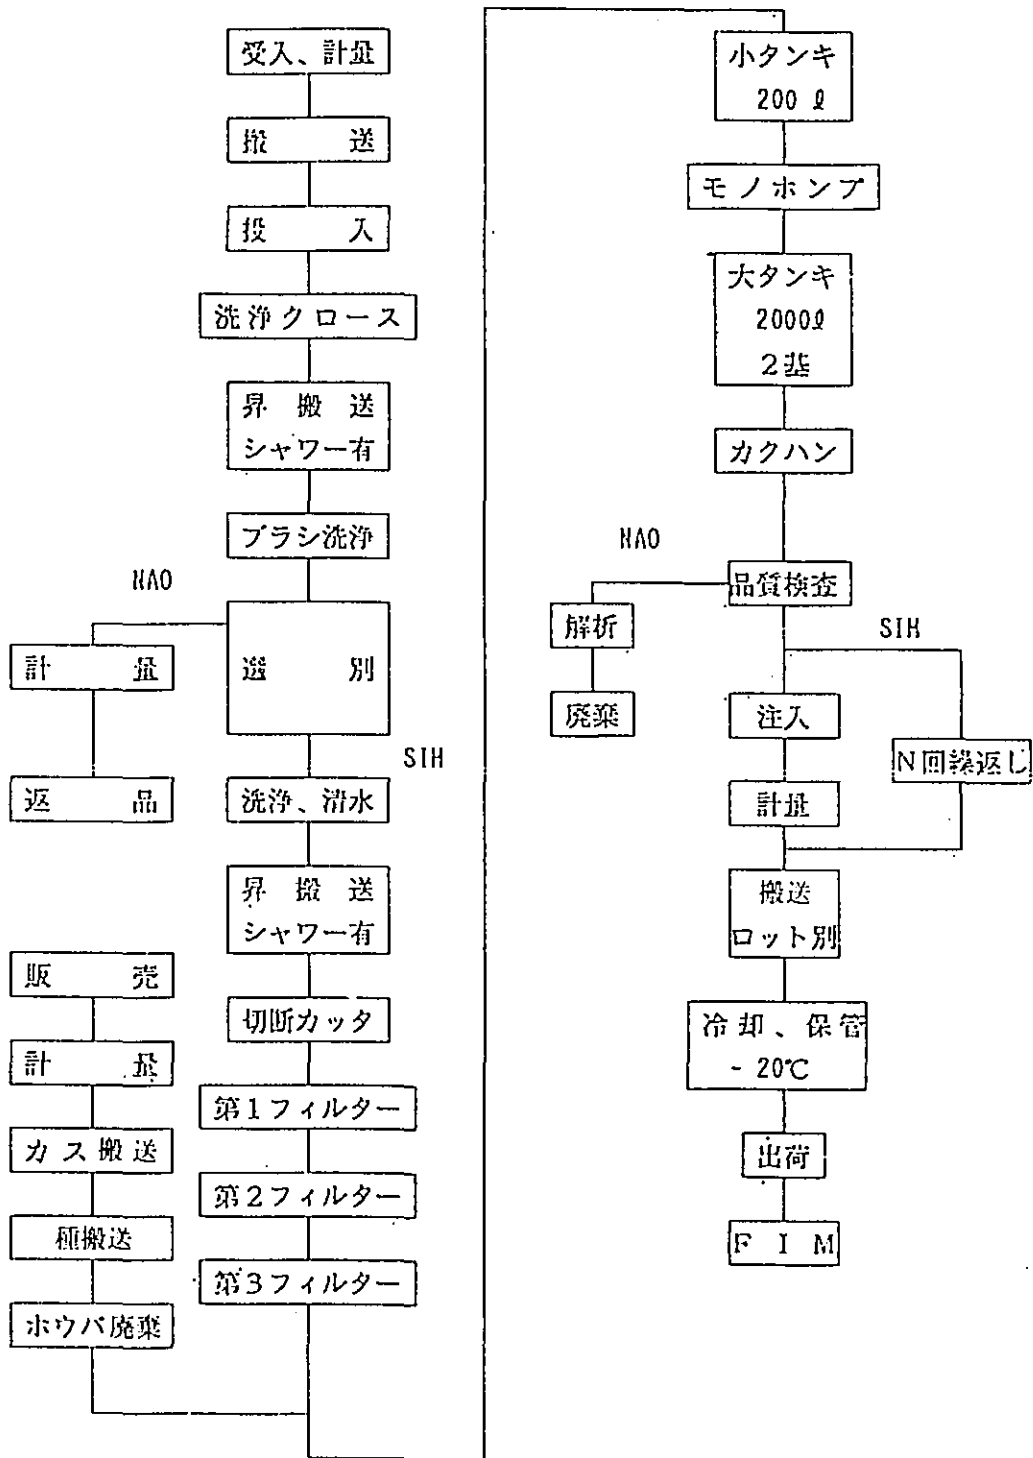 受入、計量
搬 送
投 入
洗浄クロース
昇 搬 送
シャワー有
ブラシ洗浄
NAO
計 量
選 別
SIH
返 品
洗浄、清水
昇 搬 送
シャワー有
販 売
切断カッタ
計 量
第1フィルター
カス搬送
第2フィルター
種搬送
第3フィルター
ホウバ廃棄
小タンキ
200 ℓ
モノホンプ
大タンキ
2000ℓ
2基
カクハン
NAO
品質検査
解析
SIH
廃棄
注入
N回繰返し
計量
搬送
ロット別
冷却、保管
- 20℃
出荷
F I M